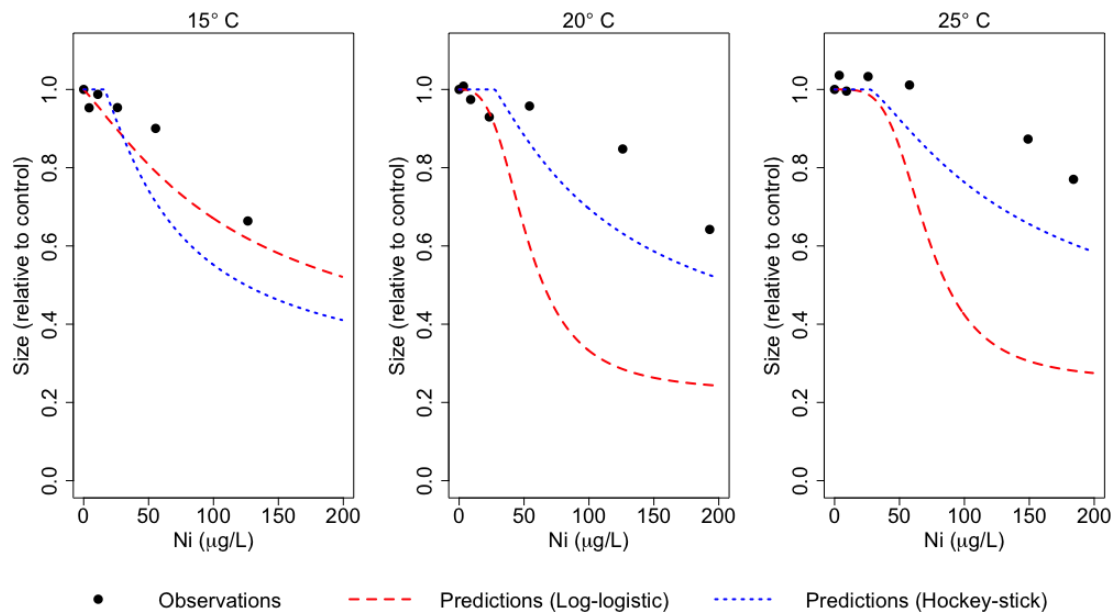 15° C
20° C
25° C
Size (relative to control)
1.0
0.8
0.6
0.4
0.2
0.0
0 50 100 150 200
Ni (μg/L)
Size (relative to control)
1.0
0.8
0.6
0.4
0.2
0.0
0 50 100 150 200
Ni (μg/L)
Size (relative to control)
1.0
0.8
0.6
0.4
0.2
0.0
0 50 100 150 200
Ni (μg/L)
Observations
Predictions (Log-logistic)
Predictions (Hockey-stick)